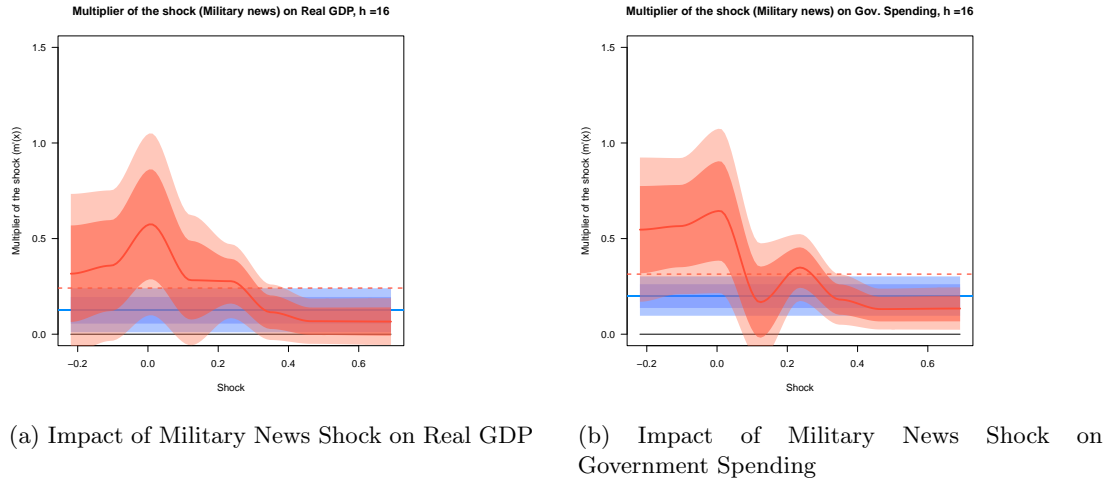 Multiplier of the shock (Military news) on Real GDP, h =16
Multiplier of the shock (m'(x))
1.5
1.0
0.5
0.0
−0.2 0.0 0.2 0.4 0.6
Shock
(a) Impact of Military News Shock on Real GDP
Multiplier of the shock (Military news) on Gov. Spending, h =16
Multiplier of the shock (m'(x))
1.5
1.0
0.5
0.0
−0.2 0.0 0.2 0.4 0.6
Shock
(b) Impact of Military News Shock on
Government Spending